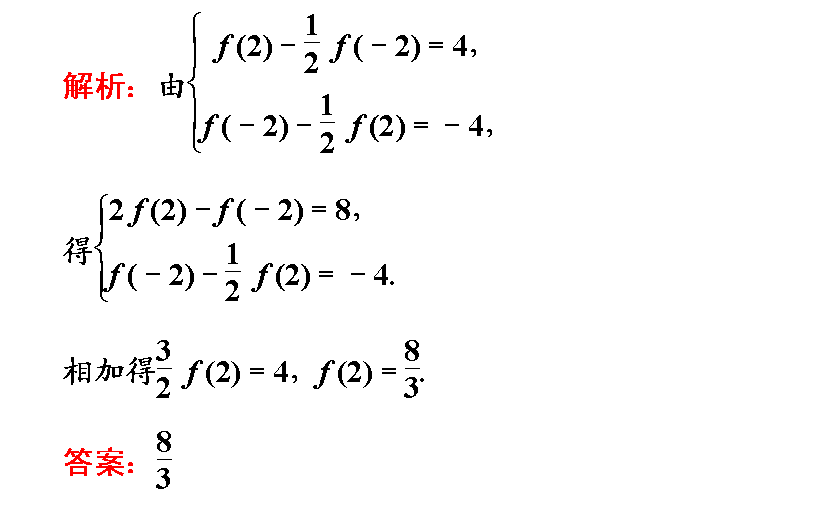 解析：由{f(2)－1/2 f(－2)＝4，
f(－2)－1/2 f(2)＝－4，
得{2f(2)－f(－2)＝8，
f(－2)－1/2 f(2)＝－4.
相加得3/2 f(2)＝4，f(2)＝8/3.
答案：8/3